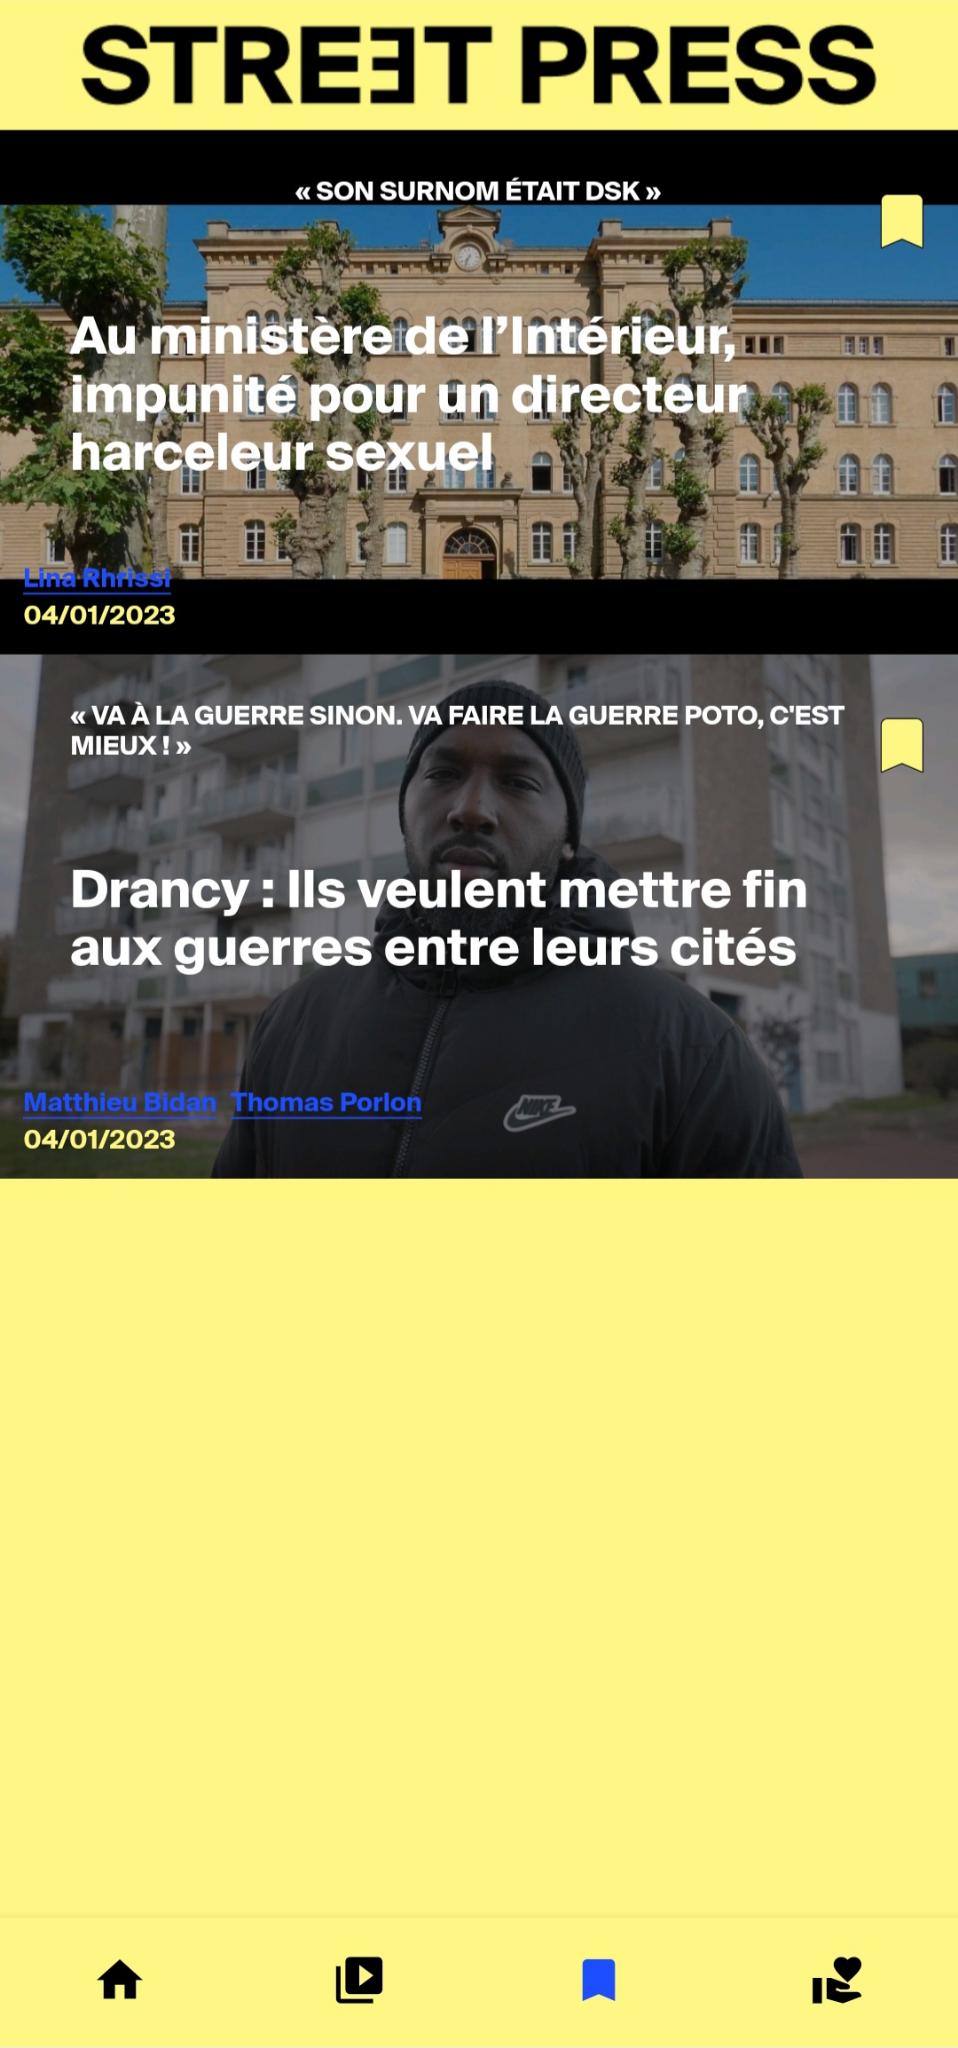 STREET PRESS
« SON SURNOM ÉTAIT DSK »
Au ministère de l’Intérieur,
impunité pour un directeur
harceleur sexuel
Lina Rhrissi
04/01/2023
« VA À LA GUERRE SINON. VA FAIRE LA GUERRE POTO, C'EST
MIEUX ! »
Drancy : Ils veulent mettre fin
aux guerres entre leurs cités
Matthieu Bidan Thomas Porlon
NIKE
04/01/2023